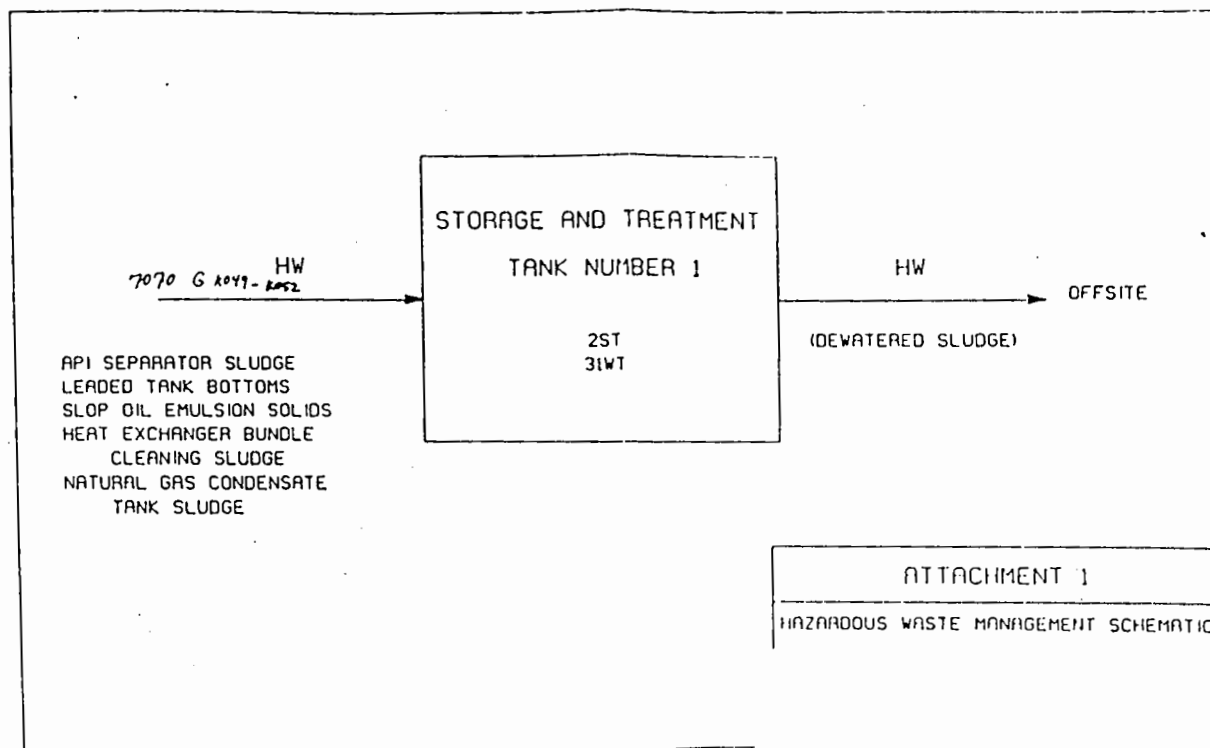 STORAGE AND TREATMENT
TANK NUMBER 1
2ST
31WT
HW
7070 G K049-K052
API SEPARATOR SLUDGE
LEADED TANK BOTTOMS
SLOP OIL EMULSION SOLIDS
HEAT EXCHANGER BUNDLE
CLEANING SLUDGE
NATURAL GAS CONDENSATE
TANK SLUDGE
HW
(DEWATERED SLUDGE)
OFFSITE
ATTACHMENT 1
HAZARDOUS WASTE MANAGEMENT SCHEMATIC